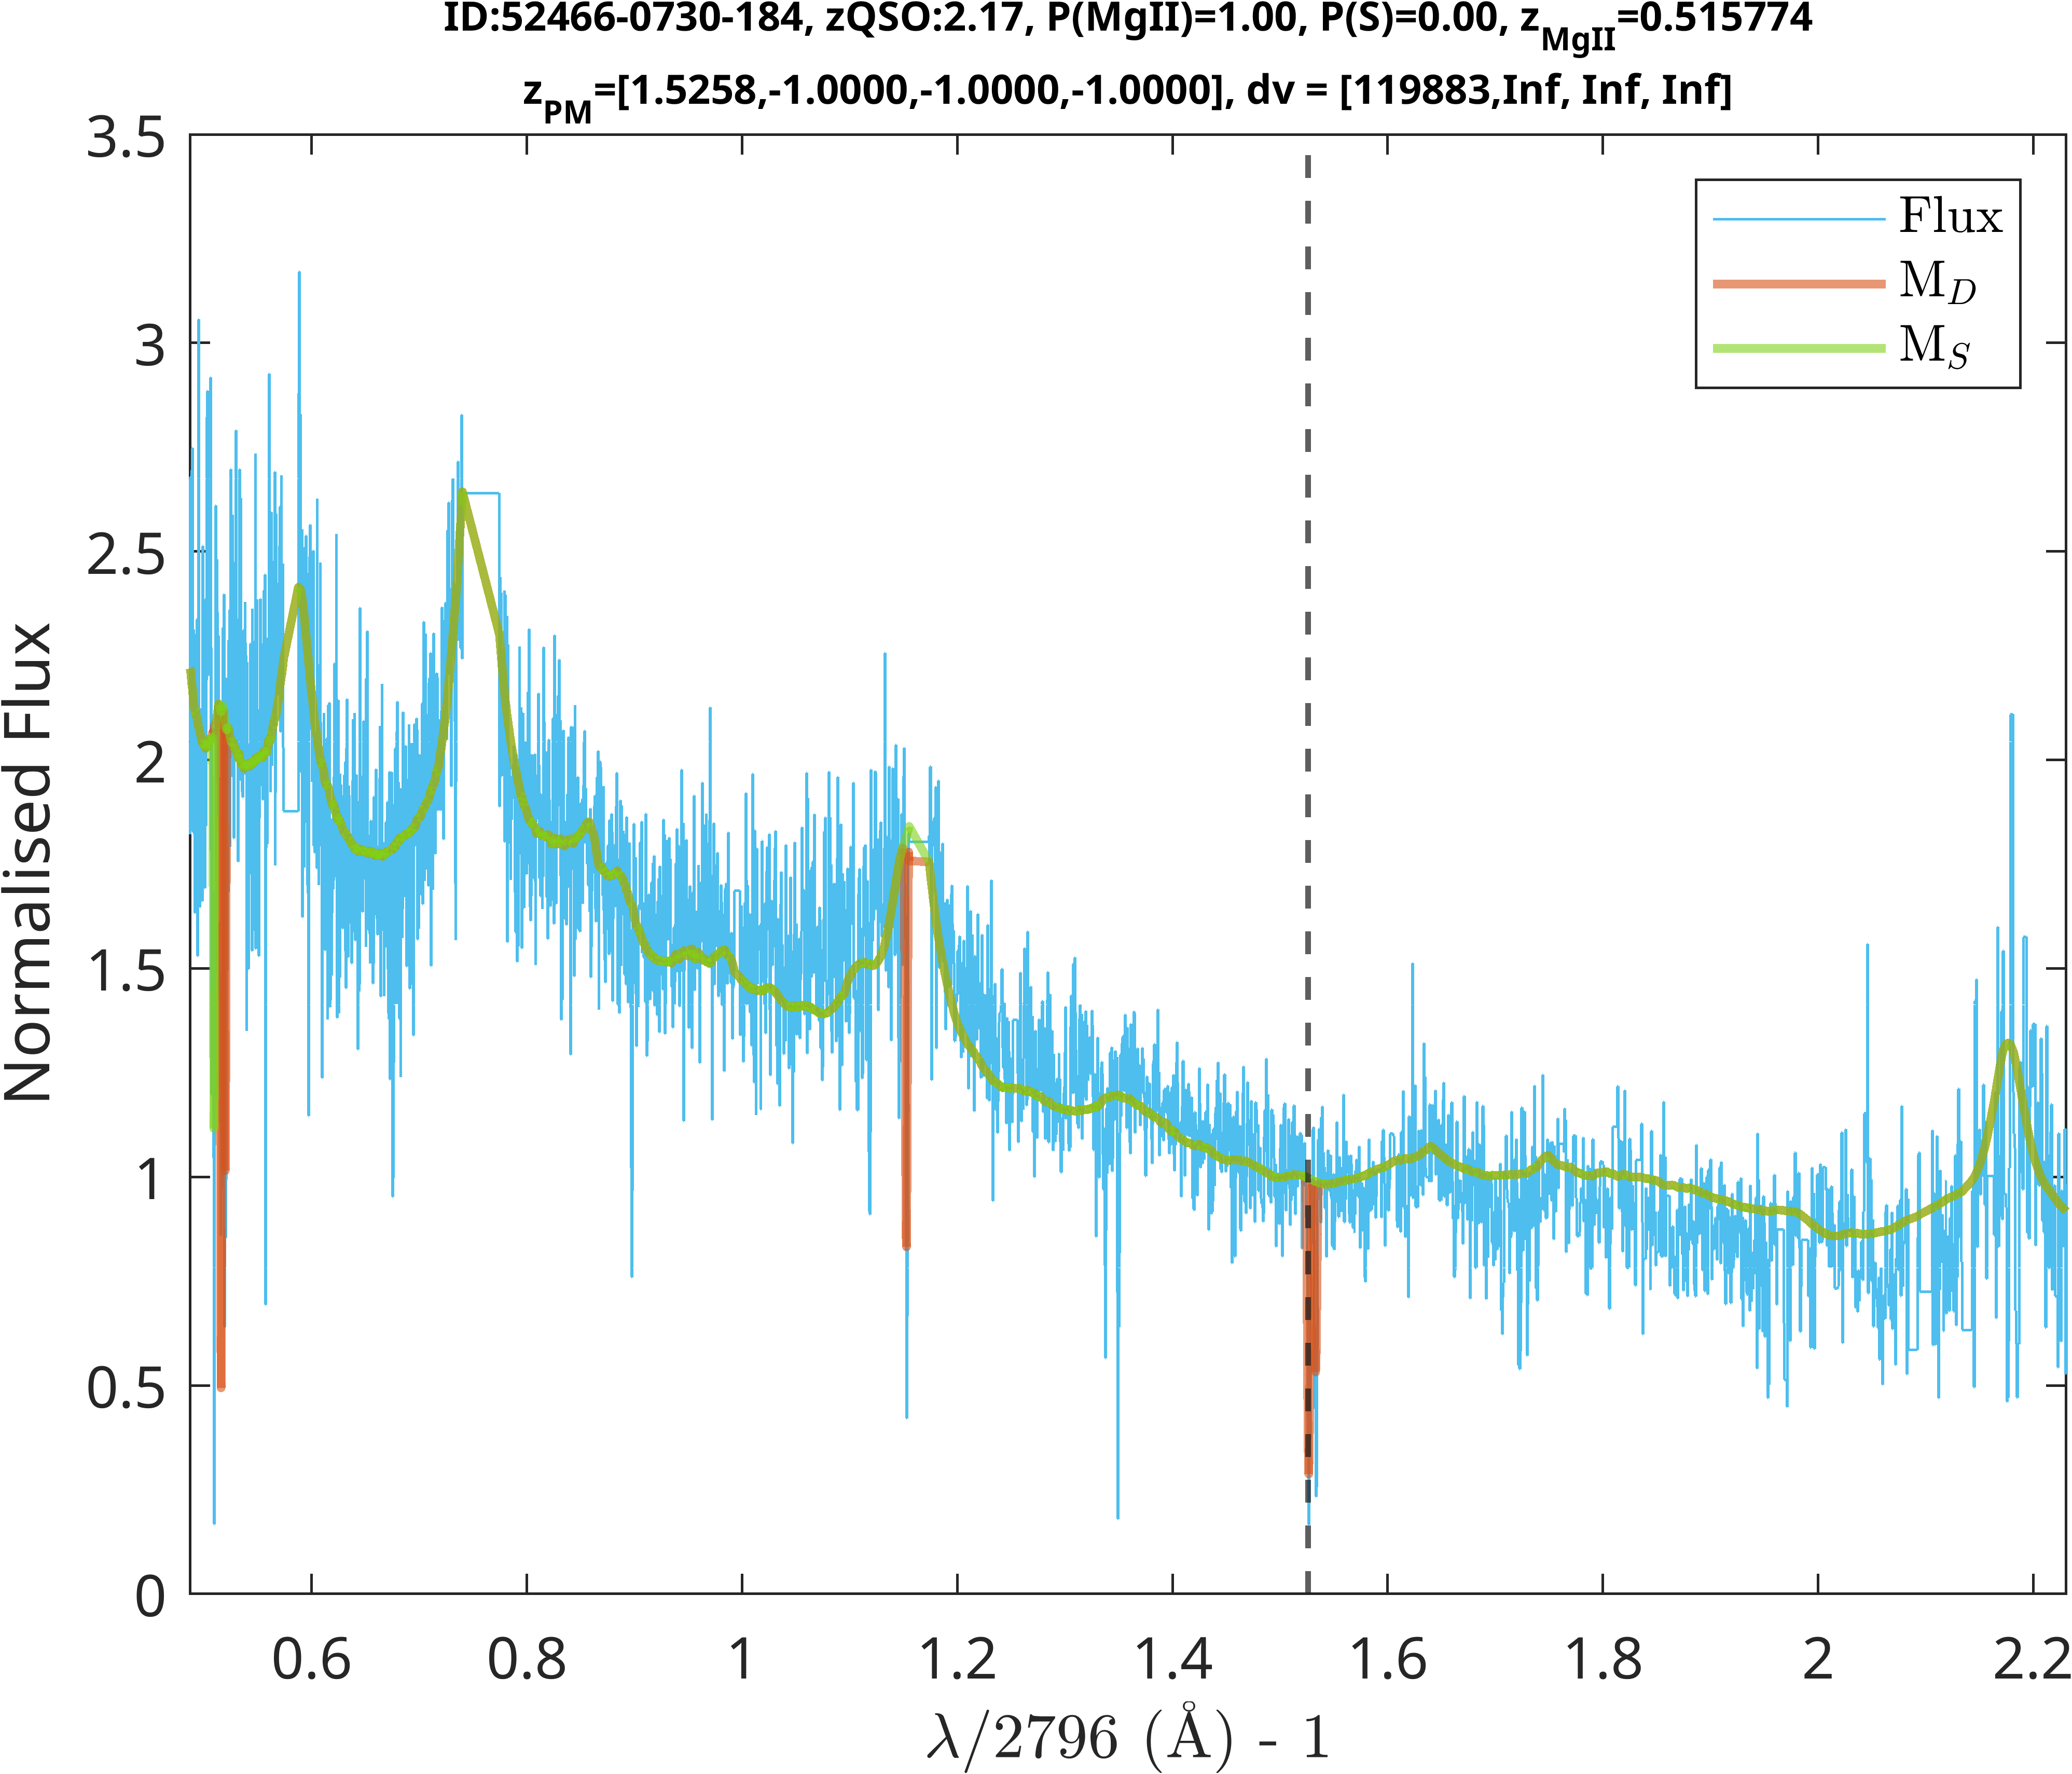 ID:52466-0730-184, zQSO:2.17, P(MgII)=1.00, P(S)=0.00, zMgII=0.515774
zPM=[1.5258,-1.0000,-1.0000,-1.0000], dv = [119883,Inf, Inf, Inf]
3.5
3
2.5
2
1.5
1
0.5
0
Normalised Flux
Flux
MD
MS
0.6 0.8 1 1.2 1.4 1.6 1.8 2 2.2
λ/2796 (Å) - 1